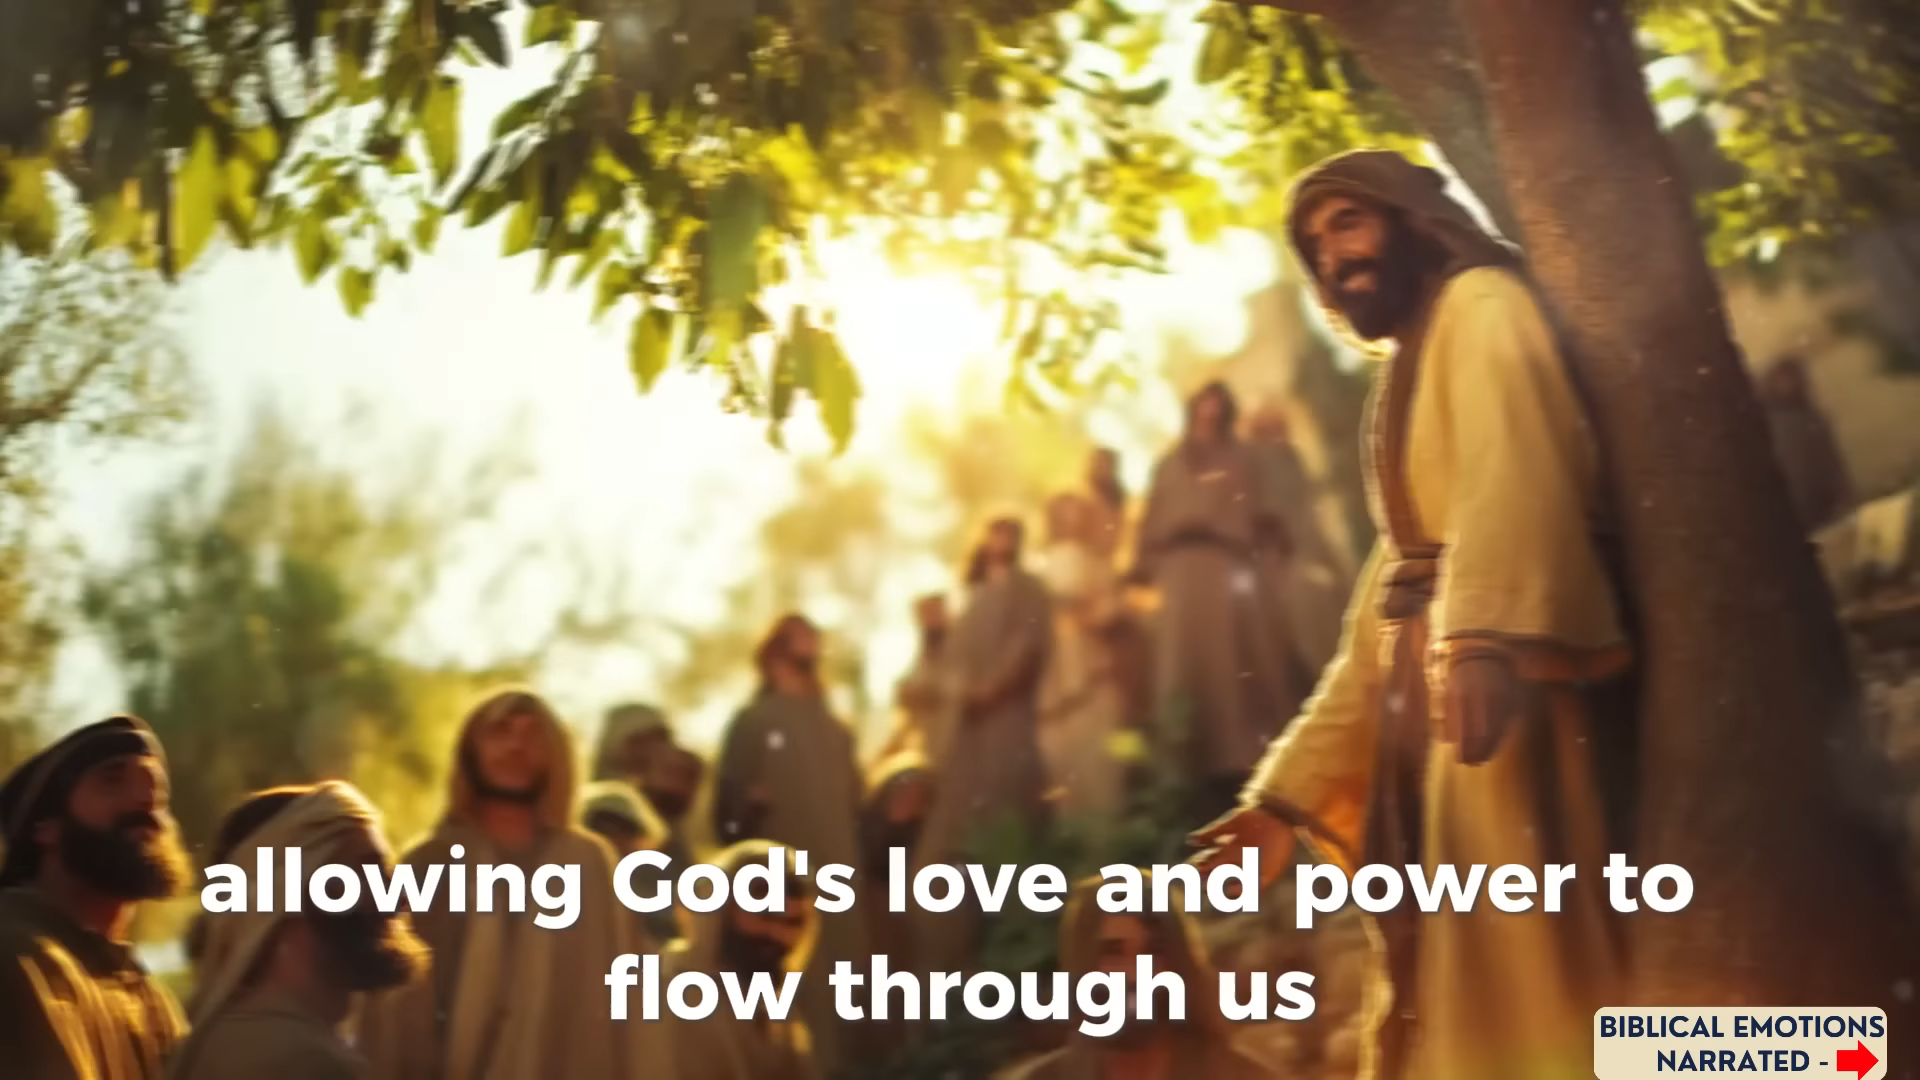 allowing God's love and power to
flow through us
BIBLICAL EMOTIONS
NARRATED -